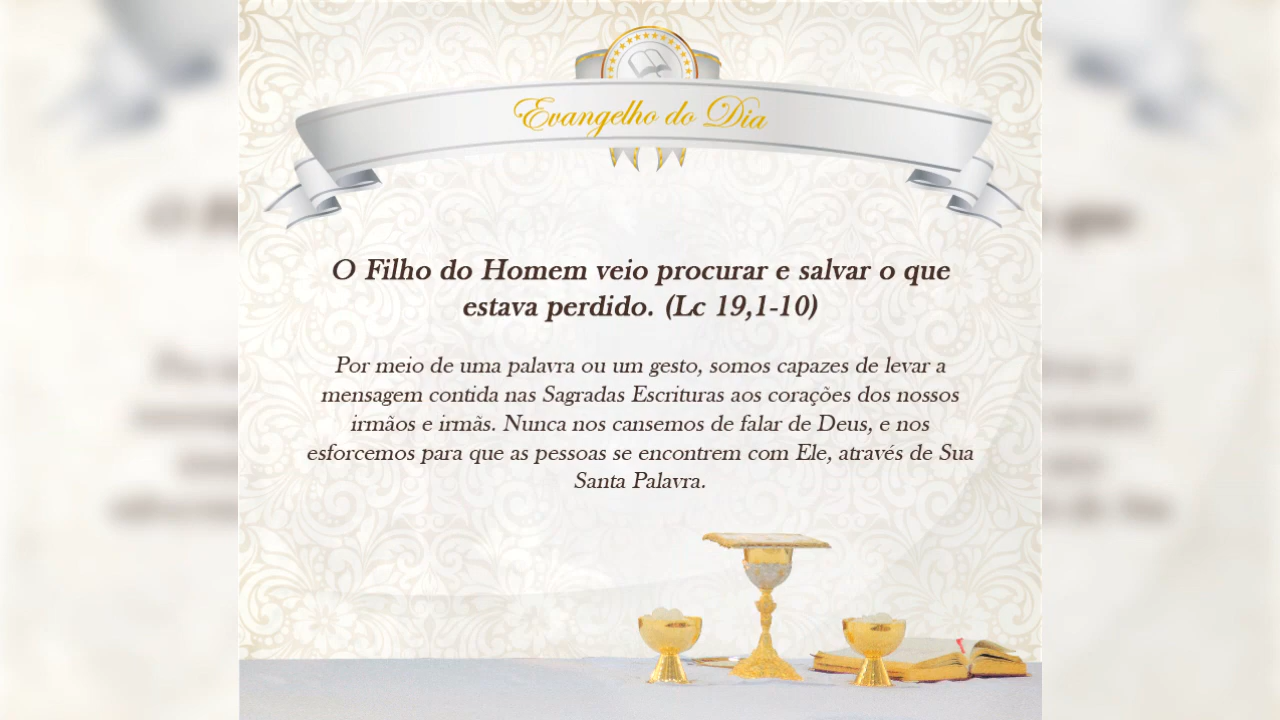 Evangelho do Dia
O Filho do Homem veio procurar e salvar o que
estava perdido. (Lc 19,1-10)
Por meio de uma palavra ou um gesto, somos capazes de levar a
mensagem contida nas Sagradas Escrituras aos corações dos nossos
irmãos e irmãs. Nunca nos cansemos de falar de Deus, e nos
esforcemos para que as pessoas se encontrem com Ele, através de Sua
Santa Palavra.